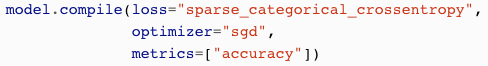 model.compile(loss="sparse_categorical_crossentropy",
              optimizer="sgd",
              metrics=["accuracy"])